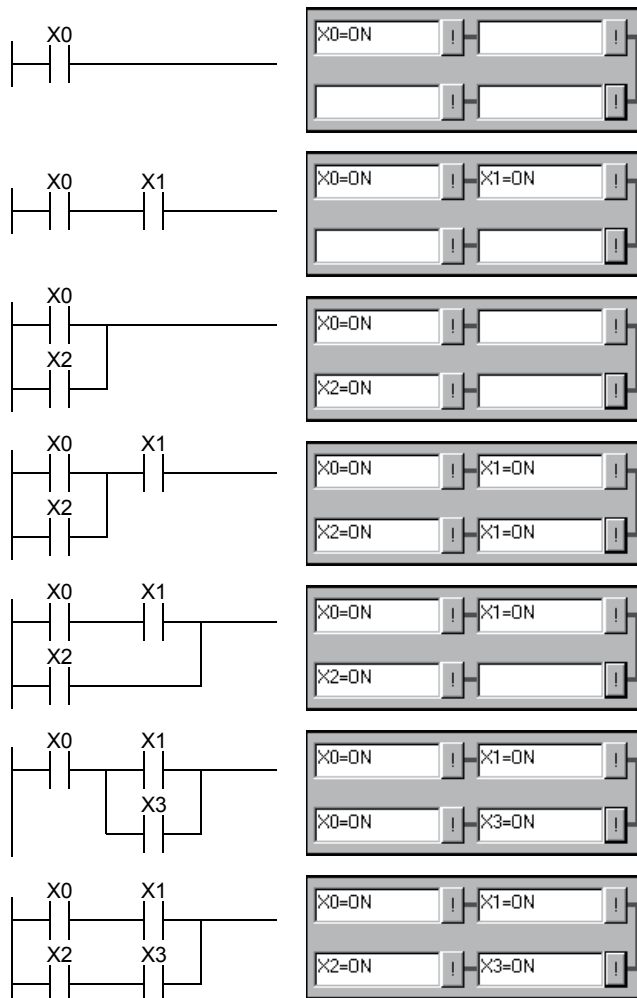 X0
X0=ON ! !
! !
X0 X1
X0=ON ! X1=ON !
! !
X0
X0=ON ! !
X2
X2=ON ! !
X0 X1
X0=ON ! X1=ON !
X2
X2=ON ! X1=ON !
X0 X1
X0=ON ! X1=ON !
X2
X2=ON ! !
X0 X1
X0=ON ! X1=ON !
X3
X0=ON ! X3=ON !
X0 X1
X0=ON ! X1=ON !
X2 X3
X2=ON ! X3=ON !